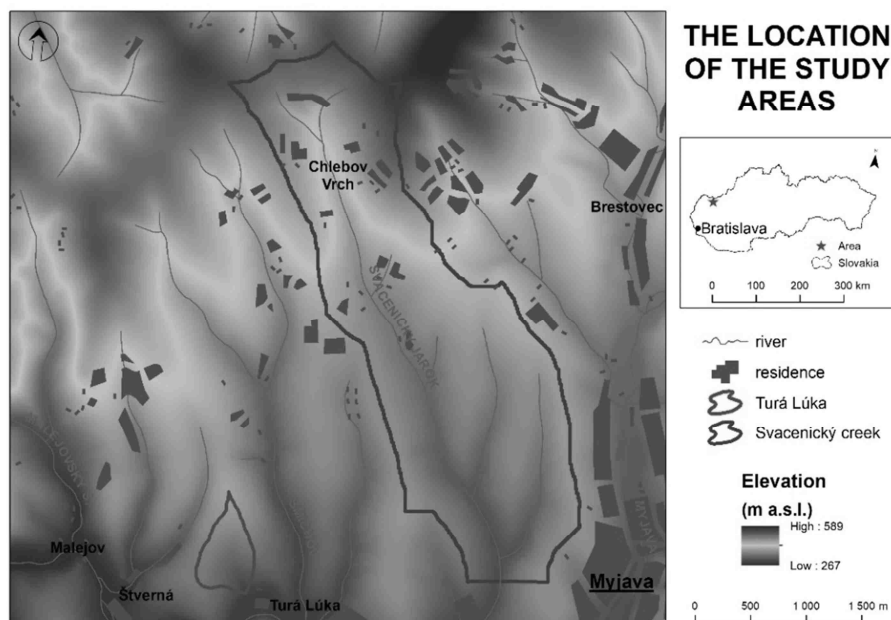 THE LOCATION
OF THE STUDY
AREAS
Chlebov
Vrch
Brestovec
SVACENICKÝ JAROK
Malejov
Štverná
Turá Lúka
Myjava
MYJAVA
Bratislava
Area
Slovakia
0 100 200 300 km
river
residence
Turá Lúka
Svacenický creek
Elevation
(m a.s.l.)
High : 589
Low : 267
0 500 1 000 1 500 m